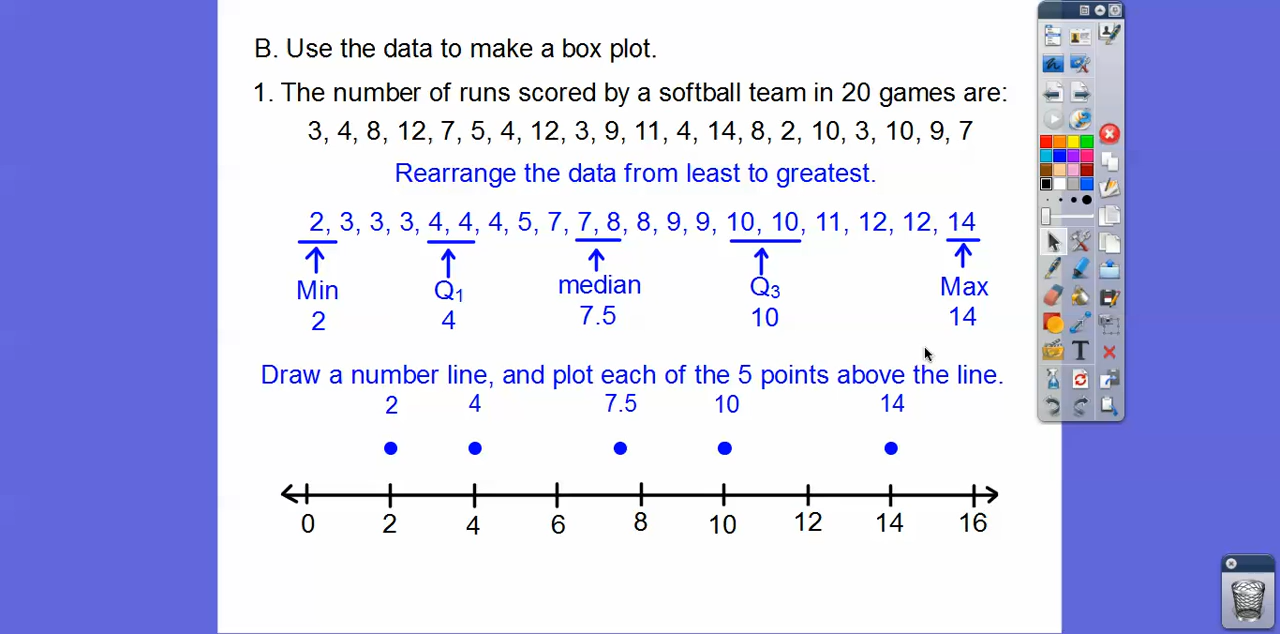 B. Use the data to make a box plot.
1. The number of runs scored by a softball team in 20 games are:
3, 4, 8, 12, 7, 5, 4, 12, 3, 9, 11, 4, 14, 8, 2, 10, 3, 10, 9, 7
Rearrange the data from least to greatest.
2, 3, 3, 3, 4, 4, 4, 5, 7, 7, 8, 8, 9, 9, 10, 10, 11, 12, 12, 14
Min Q1 median Q3 Max
2 4 7.5 10 14
Draw a number line, and plot each of the 5 points above the line.
2 4 7.5 10 14
0 2 4 6 8 10 12 14 16
T